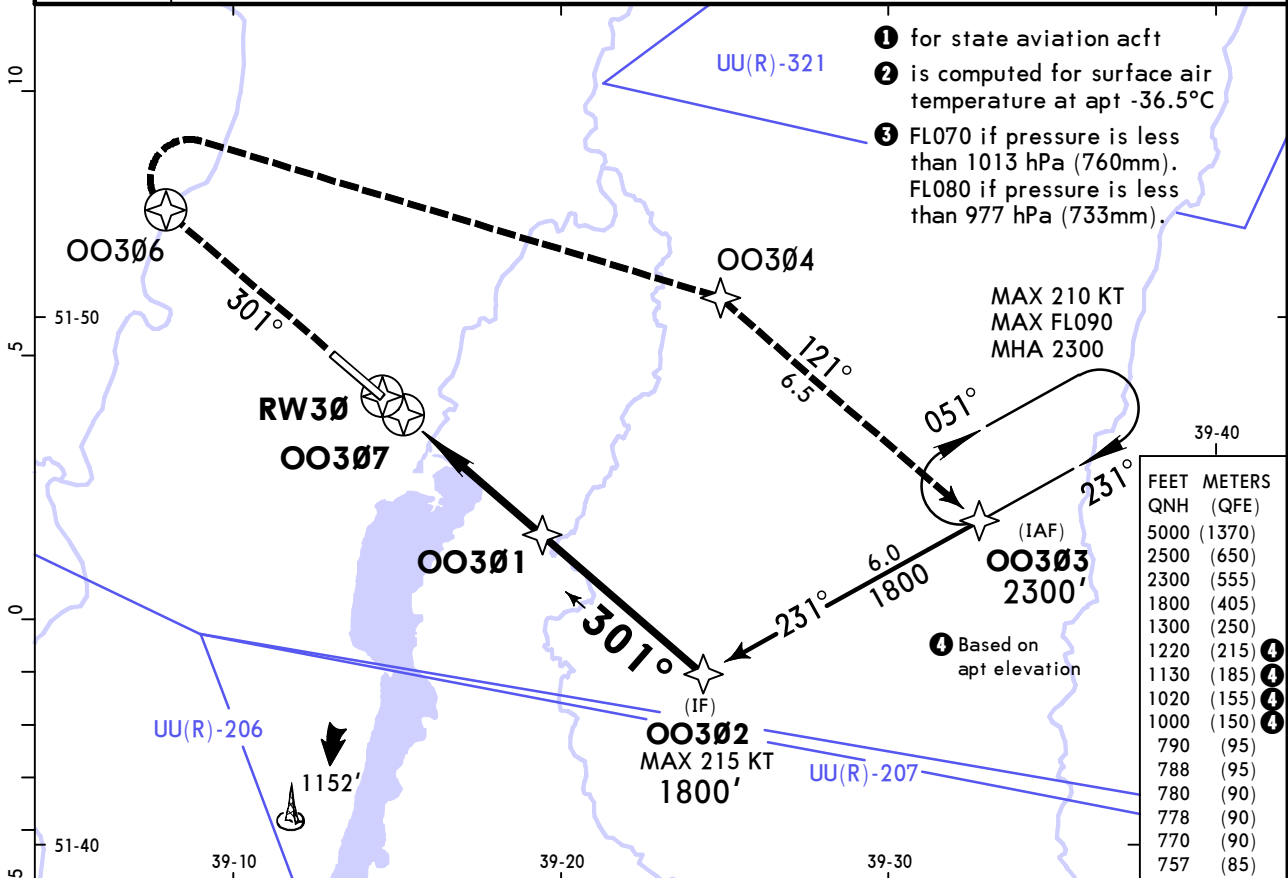 ❶ for state aviation acft
❷ is computed for surface air
temperature at apt -36.5°C
❸ FL070 if pressure is less
than 1013 hPa (760mm).
FL080 if pressure is less
than 977 hPa (733mm).
UU(R)-321
10
OO3Ø6
OO3Ø4
MAX 210 KT
MAX FL090
MHA 2300
301°
51-50
5
121°
6.5
051°
RW3Ø
OO3Ø7
39-40
231°
(IAF)
OO3Ø3
2300'
OO3Ø1
6.0
1800
231°
301°
0
❹ Based on
apt elevation
(IF)
OO3Ø2
MAX 215 KT
1800'
UU(R)-206
UU(R)-207
1152'
51-40
39-10
39-20
39-30
5
FEET METERS
QNH (QFE)
5000 (1370)
2500 (650)
2300 (555)
1800 (405)
1300 (250)
1220 (215) ❹
1130 (185) ❹
1020 (155) ❹
1000 (150) ❹
790 (95)
788 (95)
780 (90)
778 (90)
770 (90)
757 (85)